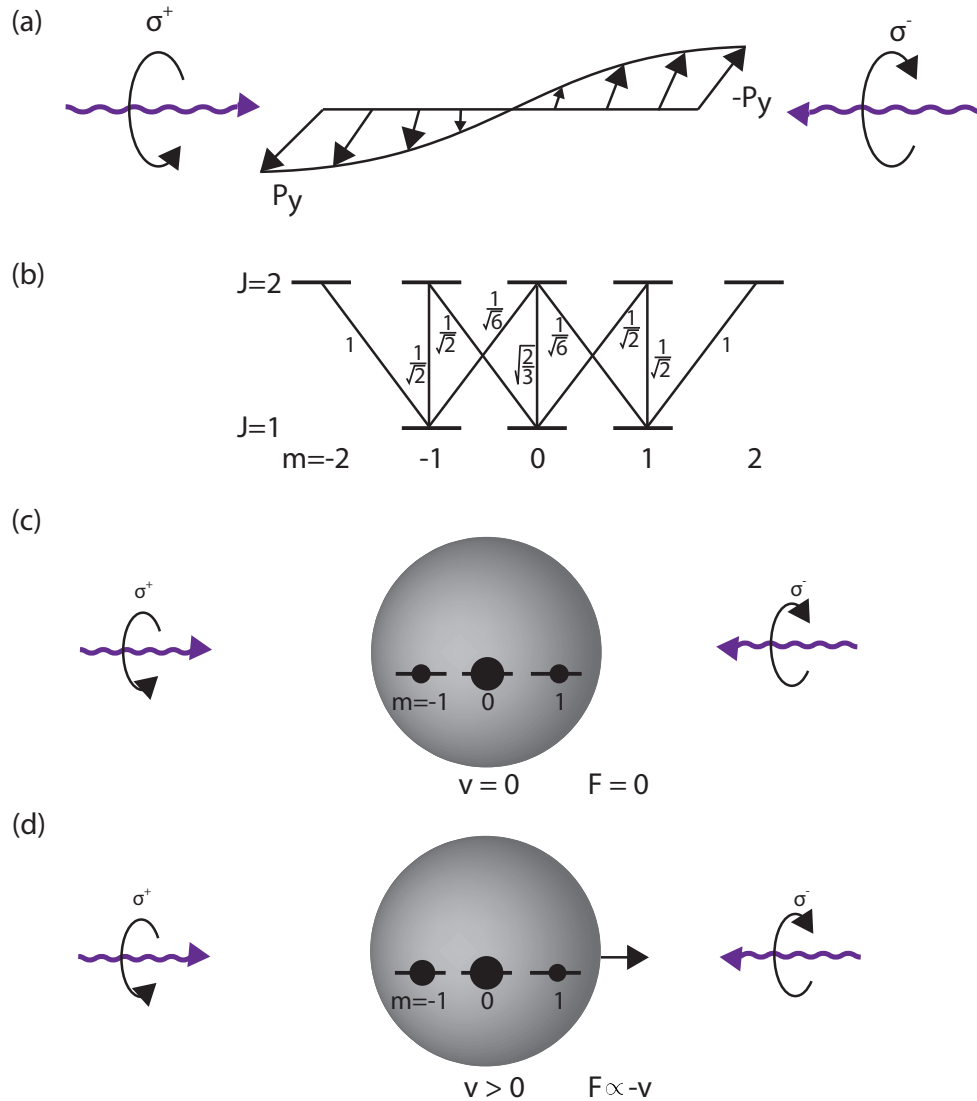 (a)
σ⁺
σ⁻
-Py
Py
(b)
J=2
1 1/√2 1/√2 1/√6 √2/3 1/√6 1/√2 1/√2 1
J=1
m=-2 -1 0 1 2
(c)
σ⁺
σ⁻
m=-1 0 1
v = 0 F = 0
(d)
σ⁺
σ⁻
m=-1 0 1
v > 0 F ∝ -v